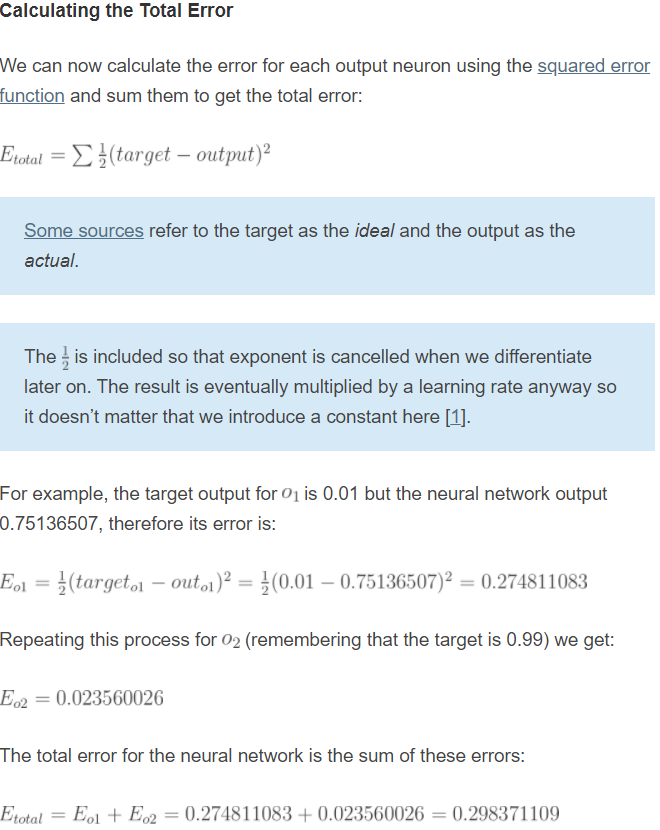 Calculating the Total Error
We can now calculate the error for each output neuron using the squared error
function and sum them to get the total error:
E_{total} = \sum \frac{1}{2}(target - output)^{2}
Some sources refer to the target as the ideal and the output as the
actual.
The \frac{1}{2} is included so that exponent is cancelled when we differentiate
later on. The result is eventually multiplied by a learning rate anyway so
it doesn’t matter that we introduce a constant here [1].
For example, the target output for o_1 is 0.01 but the neural network output
0.75136507, therefore its error is:
E_{o1} = \frac{1}{2}(target_{o1} - out_{o1})^{2} = \frac{1}{2}(0.01 - 0.75136507)^{2} = 0.274811083
Repeating this process for o_2 (remembering that the target is 0.99) we get:
E_{o2} = 0.023560026
The total error for the neural network is the sum of these errors:
E_{total} = E_{o1} + E_{o2} = 0.274811083 + 0.023560026 = 0.298371109